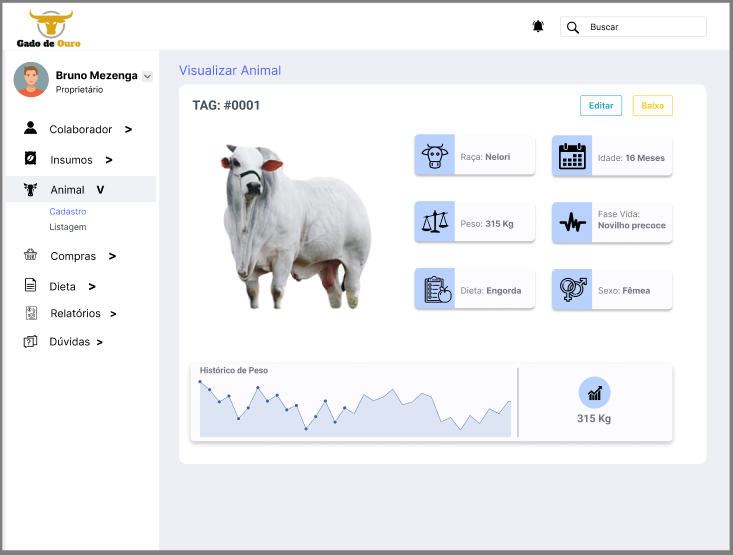 Gado de Ouro
Buscar
Bruno Mezenga
Proprietário
Colaborador >
Insumos >
Animal V
Cadastro
Listagem
Compras >
Dieta >
Relatórios >
Dúvidas >
Visualizar Animal
TAG: #0001
Editar
Baixa
Raça: Nelori
Idade: 16 Meses
Peso: 315 Kg
Fase Vida:
Novilho precoce
Dieta: Engorda
Sexo: Fêmea
Histórico de Peso
315 Kg